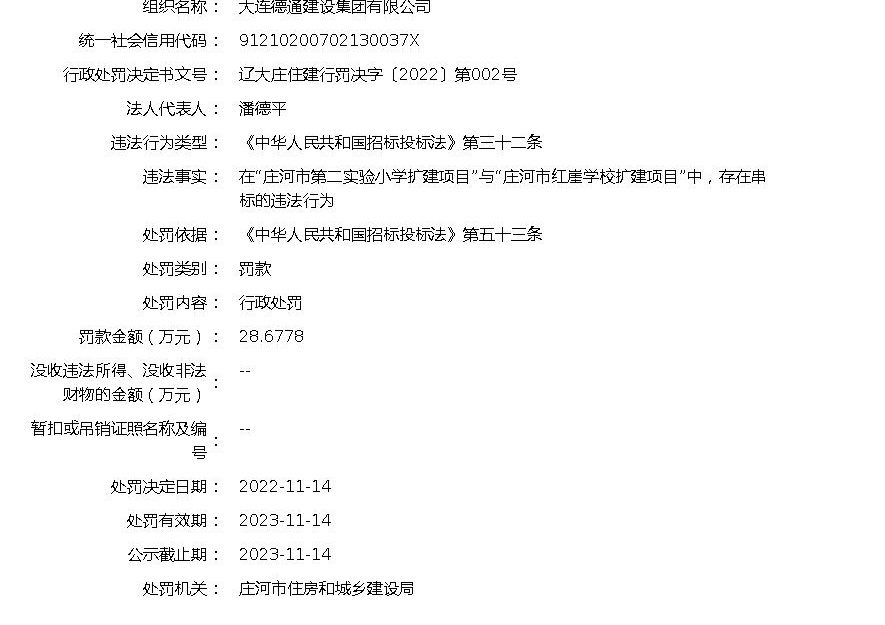 组织名称： 大连德通建设集团有限公司
统一社会信用代码： 91210200702130037X
行政处罚决定书文号： 辽大庄住建行罚决字〔2022〕第002号
法人代表人： 潘德平
违法行为类型： 《中华人民共和国招标投标法》第三十二条
违法事实： 在“庄河市第二实验小学扩建项目”与“庄河市红崖学校扩建项目”中，存在串
标的违法行为
处罚依据： 《中华人民共和国招标投标法》第五十三条
处罚类别： 罚款
处罚内容： 行政处罚
罚款金额（万元）： 28.6778
没收违法所得、没收非法
财物的金额（万元）： --
暂扣或吊销证照名称及编
号： --
处罚决定日期： 2022-11-14
处罚有效期： 2023-11-14
公示截止期： 2023-11-14
处罚机关： 庄河市住房和城乡建设局